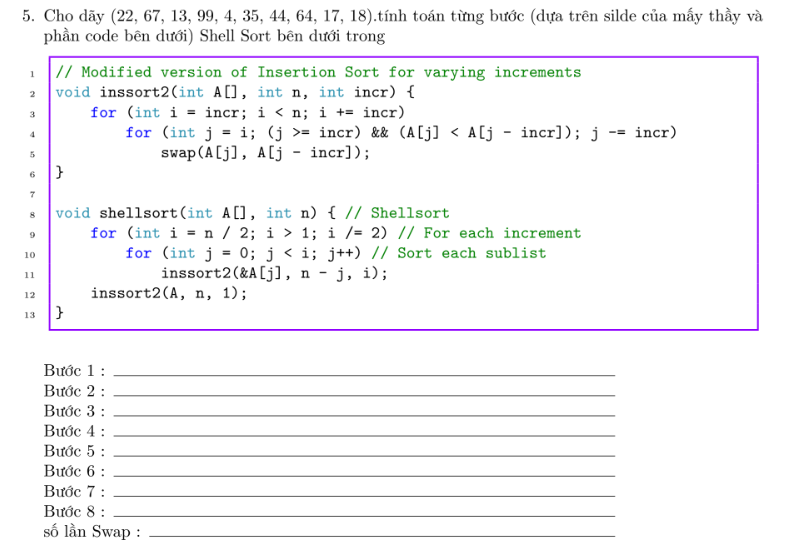 5. Cho dãy (22, 67, 13, 99, 4, 35, 44, 64, 17, 18).tính toán từng bước (dựa trên silde của mấy thầy và
phần code bên dưới) Shell Sort bên dưới trong
1 // Modified version of Insertion Sort for varying increments
2 void inssort2(int A[], int n, int incr) {
3 for (int i = incr; i < n; i += incr)
4 for (int j = i; (j >= incr) && (A[j] < A[j - incr]); j -= incr)
5 swap(A[j], A[j - incr]);
6 }
7
8 void shellsort(int A[], int n) { // Shellsort
9 for (int i = n / 2; i > 1; i /= 2) // For each increment
10 for (int j = 0; j < i; j++) // Sort each sublist
11 inssort2(&A[j], n - j, i);
12 inssort2(A, n, 1);
13 }
Bước 1 :
Bước 2 :
Bước 3 :
Bước 4 :
Bước 5 :
Bước 6 :
Bước 7 :
Bước 8 :
số lần Swap :